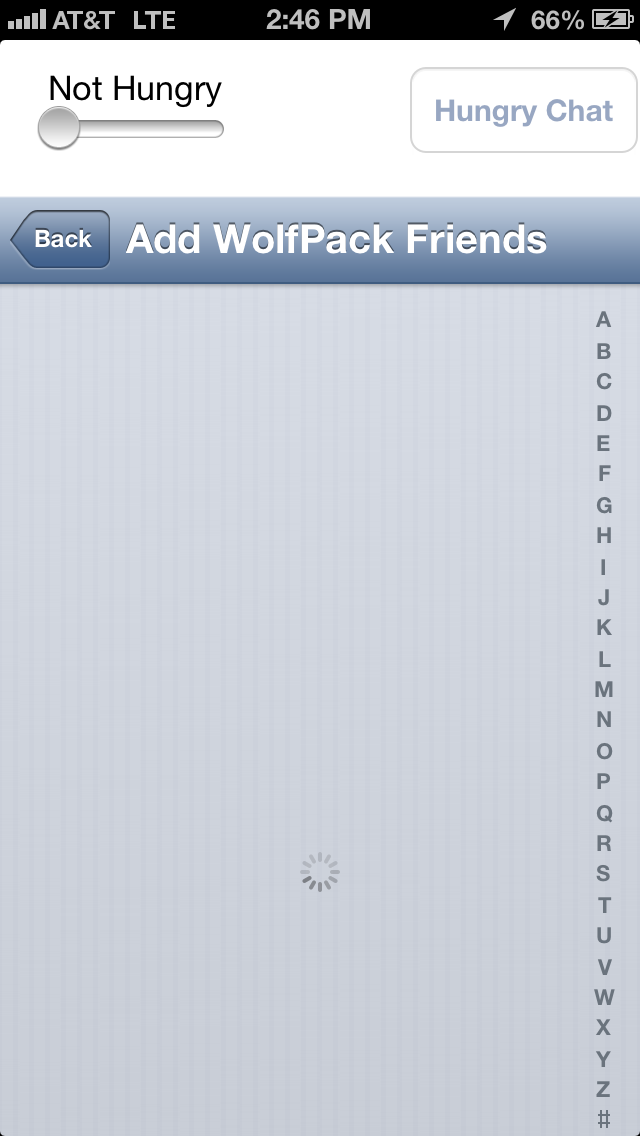 AT&T LTE 2:46 PM 66%
Not Hungry
Hungry Chat
Back
Add WolfPack Friends
A
B
C
D
E
F
G
H
I
J
K
L
M
N
O
P
Q
R
S
T
U
V
W
X
Y
Z
#